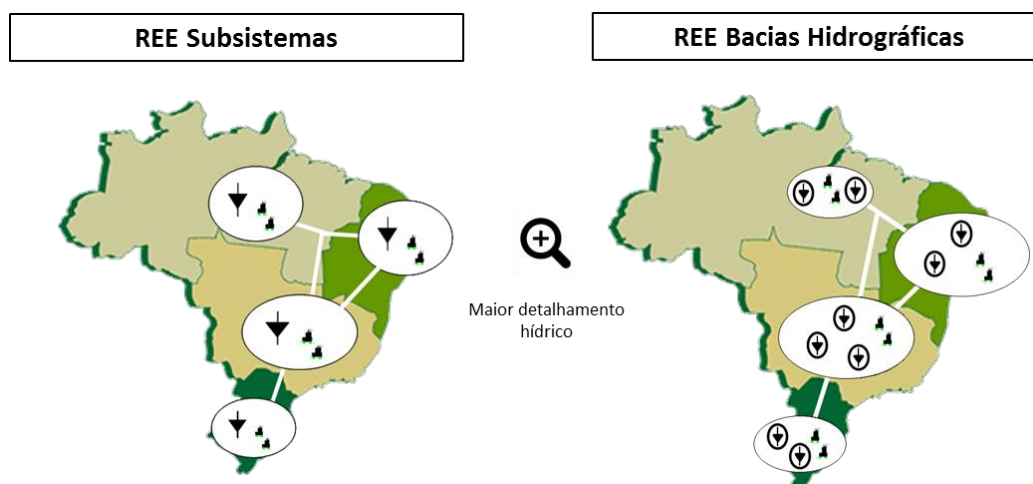 REE Subsistemas
REE Bacias Hidrográficas
Maior detalhamento
hídrico